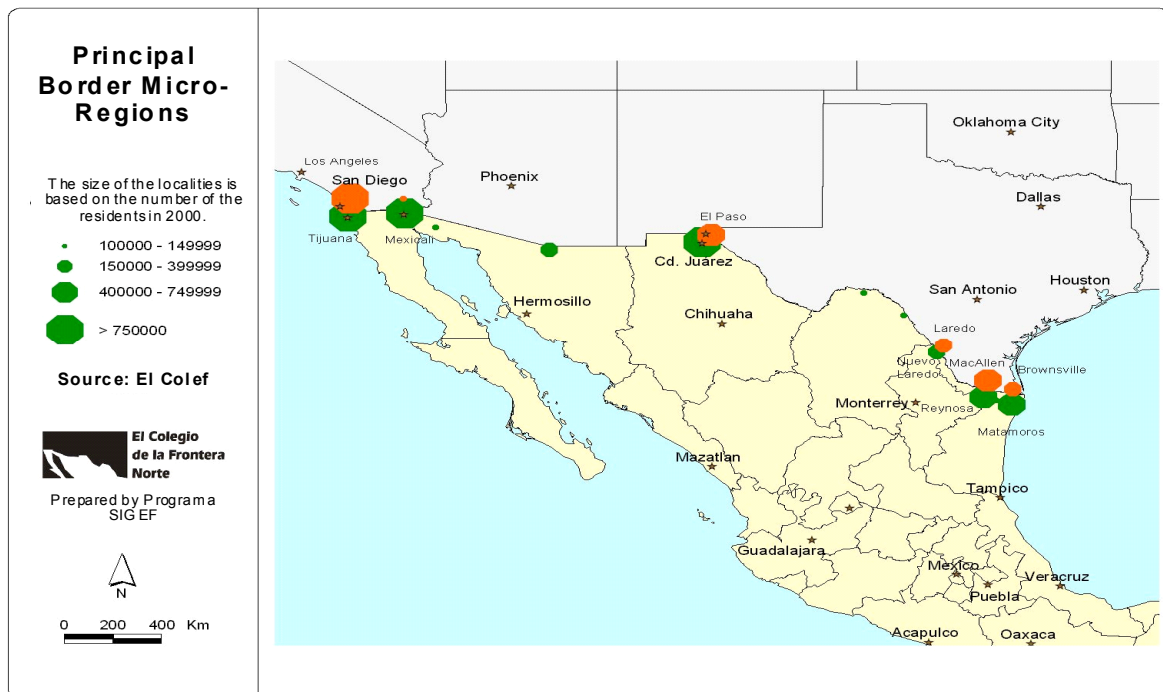 Principal
Border Micro-
Regions
The size of the localities is
based on the number of the
residents in 2000.
100000 - 149999
150000 - 399999
400000 - 749999
> 750000
Source: El Colef
El Colegio
de la Frontera
Norte
Prepared by Programa
SIGEF
N
0 200 400 Km
Oklahoma City
Los Angeles
San Diego
Phoenix
Dallas
El Paso
Tijuana
Mexicali
Cd. Juárez
Houston
San Antonio
Hermosillo
Chihuaha
Laredo
Nuevo
Laredo
MacAllen
Brownsville
Monterrey
Reynosa
Matamoros
Mazatlan
Tampico
Guadalajara
Mexico
Veracruz
Puebla
Acapulco
Oaxaca